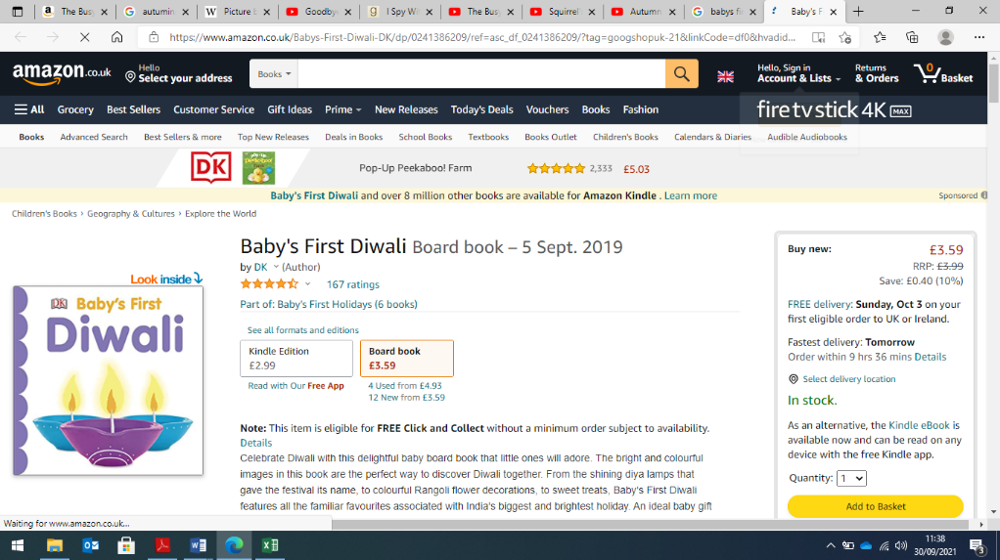 The Busy
autumin
Picture b
Goodby
I Spy Wi
The Busy
Squirrel'
Autumn
babys fi
Baby's F
https://www.amazon.co.uk/Babys-First-Diwali-DK/dp/0241386209/ref=asc_df_0241386209/?tag=googshopuk-21&linkCode=df0&hvadid...
amazon.co.uk
Hello
Select your address
Books
Hello, Sign in
Account & Lists
Returns
& Orders
0
Basket
All Grocery Best Sellers Customer Service Gift Ideas Prime New Releases Today's Deals Vouchers Books Fashion
fire tv stick 4K MAX
Books Advanced Search Best Sellers & more Top New Releases Deals in Books School Books Textbooks Books Outlet Children's Books Calendars & Diaries Audible Audiobooks
DK Pop-Up Peekaboo! Farm 2,333 £5.03
Baby's First Diwali and over 8 million other books are available for Amazon Kindle . Learn more
Sponsored
Children's Books › Geography & Cultures › Explore the World
Look inside
DK Baby's First
Diwali
Baby's First Diwali Board book – 5 Sept. 2019
by DK (Author)
167 ratings
Part of: Baby's First Holidays (6 books)
See all formats and editions
Kindle Edition
£2.99
Board book
£3.59
Read with Our Free App
4 Used from £4.93
12 New from £3.59
Note: This item is eligible for FREE Click and Collect without a minimum order subject to availability.
Details
Celebrate Diwali with this delightful baby board book that little ones will adore. The bright and colourful
images in this book are the perfect way to discover Diwali together. From the shining diya lamps that
gave the festival its name, to colourful Rangoli flower decorations, to sweet treats, Baby's First Diwali
features all the familiar favourites associated with India's biggest and brightest holiday. An ideal baby gift
Buy new: £3.59
RRP: £3.99
Save: £0.40 (10%)
FREE delivery: Sunday, Oct 3 on your
first eligible order to UK or Ireland.
Fastest delivery: Tomorrow
Order within 9 hrs 36 mins Details
Select delivery location
In stock.
As an alternative, the Kindle eBook is
available now and can be read on any
device with the free Kindle app.
Quantity: 1
Add to Basket
Waiting for www.amazon.co.uk...
11:38
30/09/2021
3